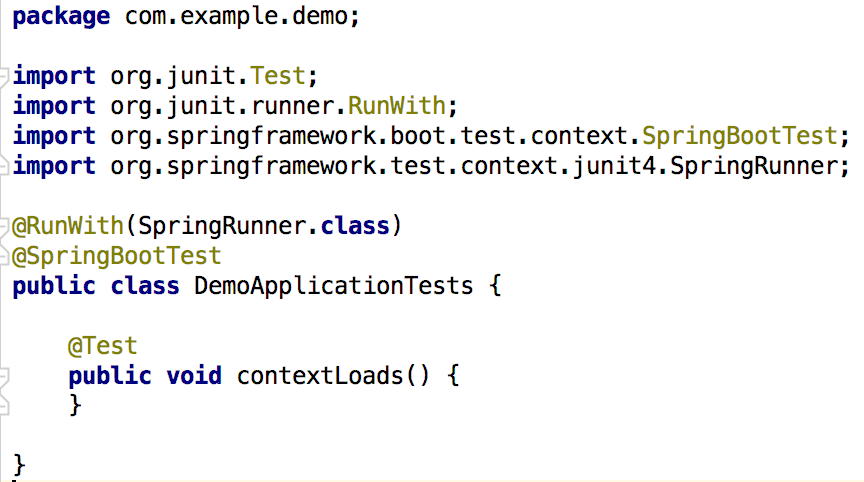 package com.example.demo;
import org.junit.Test;
import org.junit.runner.RunWith;
import org.springframework.boot.test.context.SpringBootTest;
import org.springframework.test.context.junit4.SpringRunner;
@RunWith(SpringRunner.class)
@SpringBootTest
public class DemoApplicationTests {
@Test
public void contextLoads() {
}
}